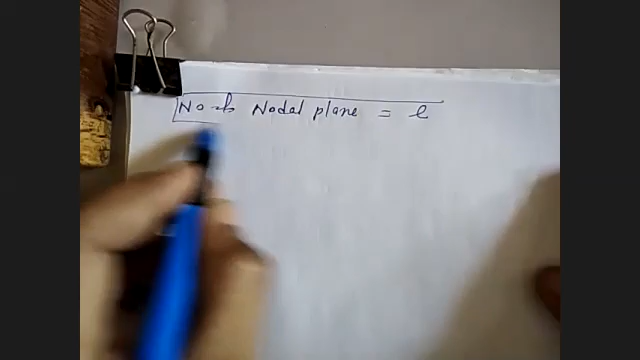 No of Nodal plane = l